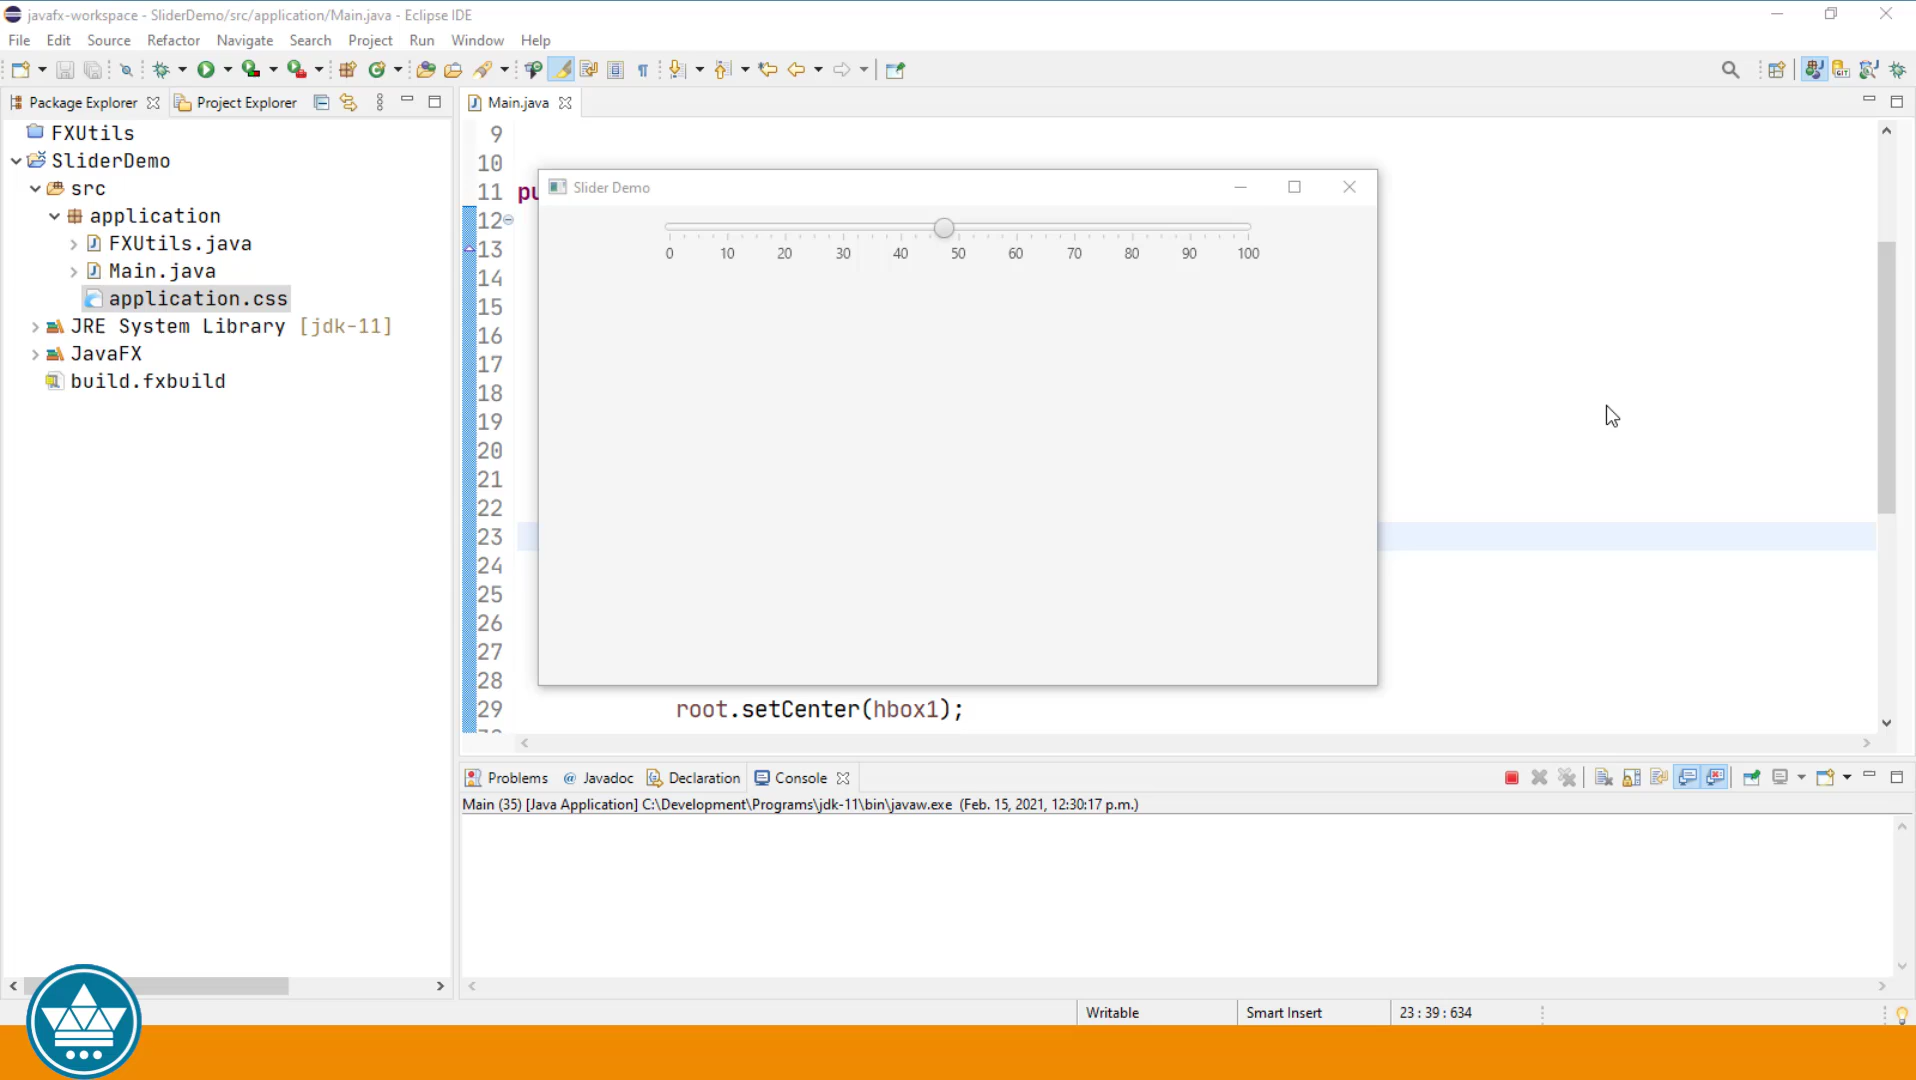 javafx-workspace - SliderDemo/src/application/Main.java - Eclipse IDE
File Edit Source Refactor Navigate Search Project Run Window Help
Package Explorer Project Explorer
Main.java
FXUtils
SliderDemo
src
application
FXUtils.java
Main.java
application.css
JRE System Library [jdk-11]
JavaFX
build.fxbuild
9
10
11 pu
12
13
14
15
16
17
18
19
20
21
22
23
24
25
26
27
28
29 root.setCenter(hbox1);
Slider Demo
0 10 20 30 40 50 60 70 80 90 100
Problems @ Javadoc Declaration Console
Main (35) [Java Application] C:\Development\Programs\jdk-11\bin\javaw.exe (Feb. 15, 2021, 12:30:17 p.m.)
Writable Smart Insert 23 : 39 : 634